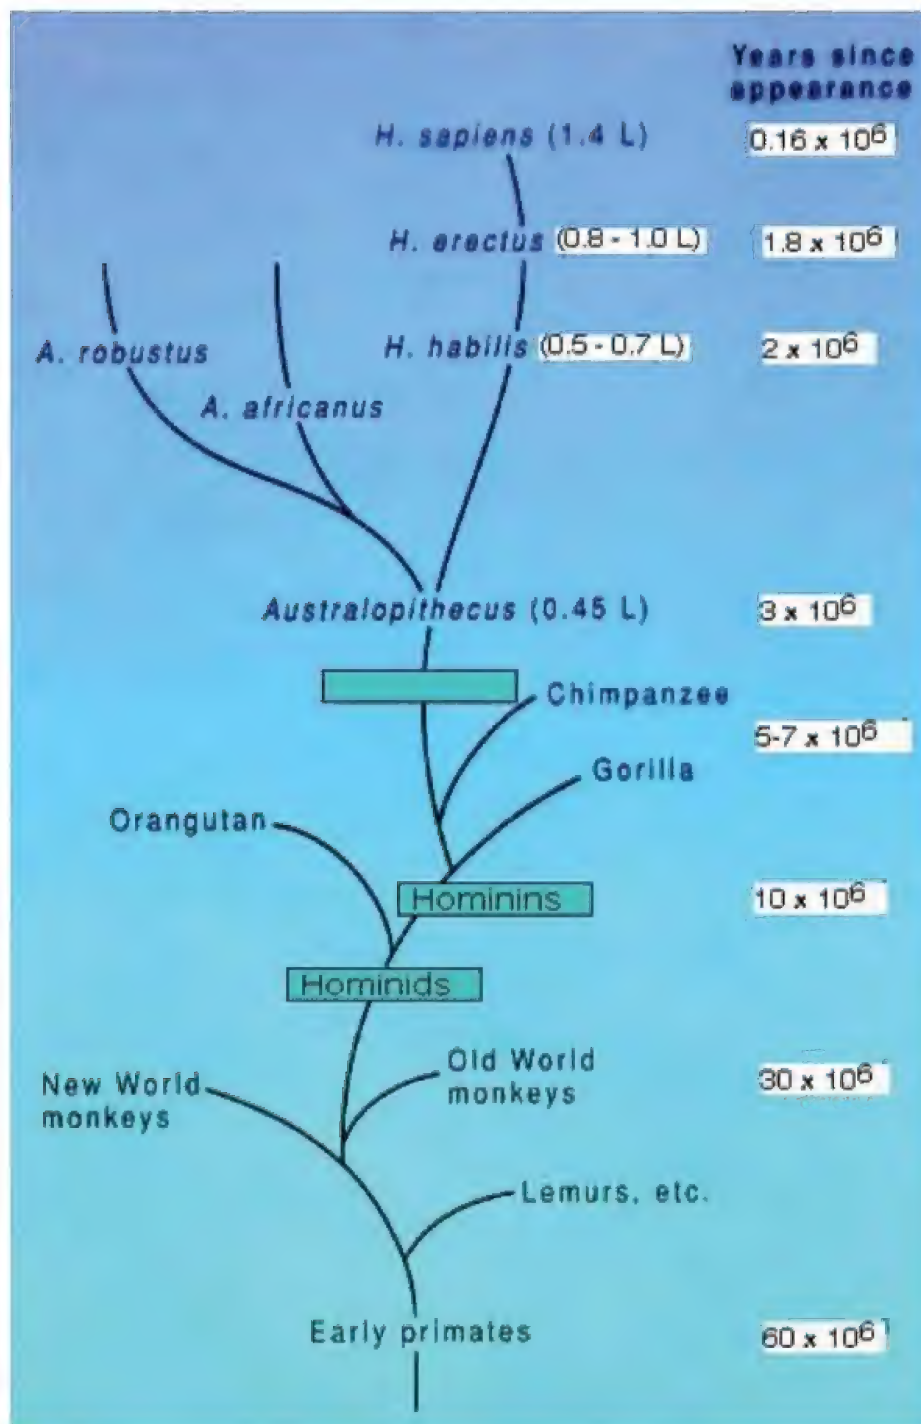 Years since
appearance
H. sapiens (1.4 L) 0.16 x 10⁶
H. erectus (0.8 - 1.0 L) 1.8 x 10⁶
A. robustus H. habilis (0.5 - 0.7 L) 2 x 10⁶
A. africanus
Australopithecus (0.45 L) 3 x 10⁶
Chimpanzee
5-7 x 10⁶
Gorilla
Orangutan
Hominins 10 x 10⁶
Hominids
Old World
monkeys
30 x 10⁶
New World
monkeys
Lemurs, etc.
Early primates 60 x 10⁶